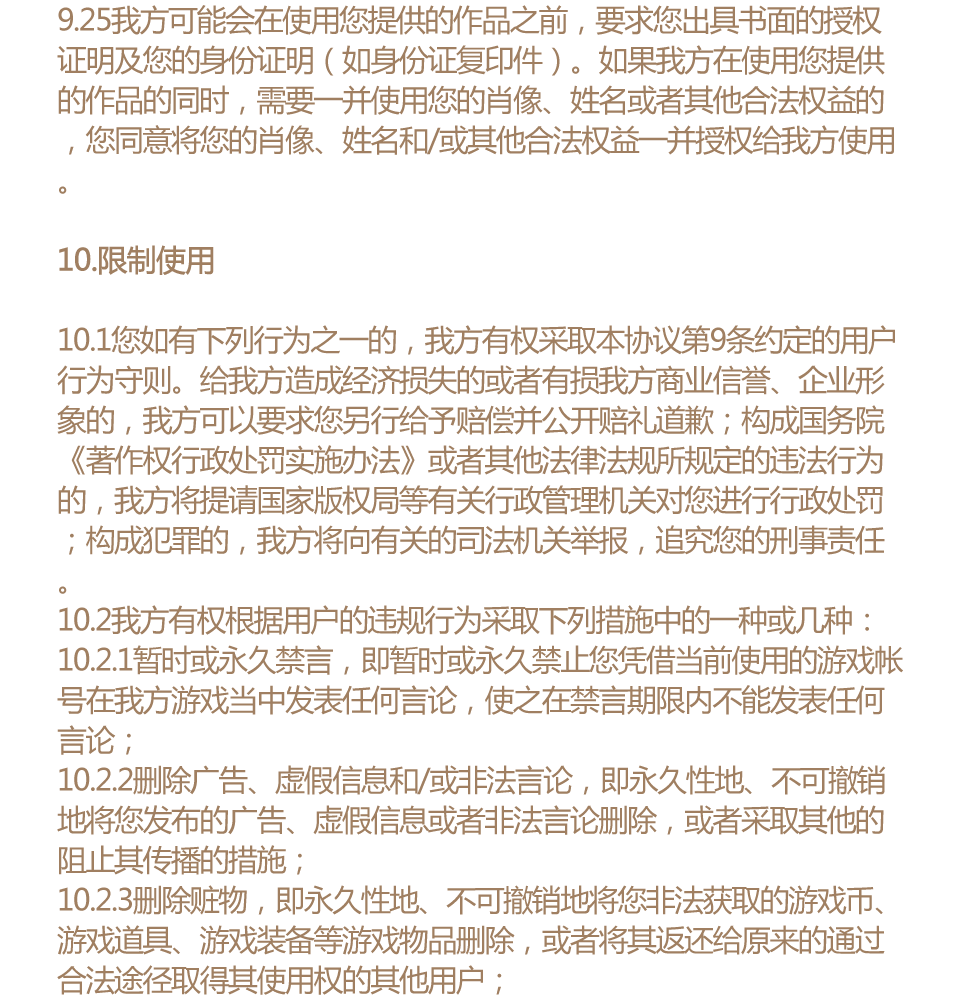 9.25我方可能会在使用您提供的作品之前，要求您出具书面的授权
证明及您的身份证明（如身份证复印件）。如果我方在使用您提供
的作品的同时，需要一并使用您的肖像、姓名或者其他合法权益的
，您同意将您的肖像、姓名和/或其他合法权益一并授权给我方使用
。
10.限制使用
10.1您如有下列行为之一的，我方有权采取本协议第9条约定的用户
行为守则。给我方造成经济损失的或者有损我方商业信誉、企业形
象的，我方可以要求您另行给予赔偿并公开赔礼道歉；构成国务院
《著作权行政处罚实施办法》或者其他法律法规所规定的违法行为
的，我方将提请国家版权局等有关行政管理机关对您进行行政处罚
；构成犯罪的，我方将向有关的司法机关举报，追究您的刑事责任
。
10.2我方有权根据用户的违规行为采取下列措施中的一种或几种：
10.2.1暂时或永久禁言，即暂时或永久禁止您凭借当前使用的游戏帐
号在我方游戏当中发表任何言论，使之在禁言期限内不能发表任何
言论；
10.2.2删除广告、虚假信息和/或非法言论，即永久性地、不可撤销
地将您发布的广告、虚假信息或者非法言论删除，或者采取其他的
阻止其传播的措施；
10.2.3删除赃物，即永久性地、不可撤销地将您非法获取的游戏币、
游戏道具、游戏装备等游戏物品删除，或者将其返还给原来的通过
合法途径取得其使用权的其他用户；